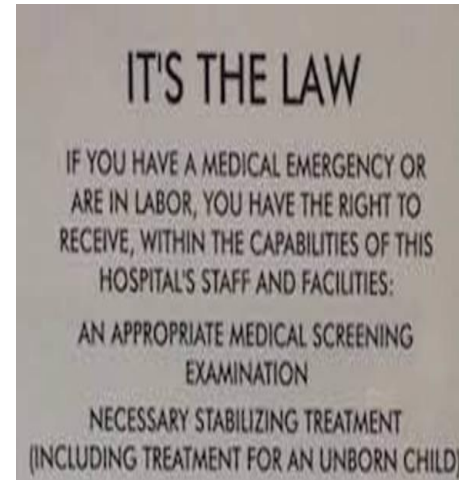 IT'S THE LAW
IF YOU HAVE A MEDICAL EMERGENCY OR
ARE IN LABOR, YOU HAVE THE RIGHT TO
RECEIVE, WITHIN THE CAPABILITIES OF THIS
HOSPITAL'S STAFF AND FACILITIES:
AN APPROPRIATE MEDICAL SCREENING
EXAMINATION
NECESSARY STABILIZING TREATMENT
(INCLUDING TREATMENT FOR AN UNBORN CHILD)